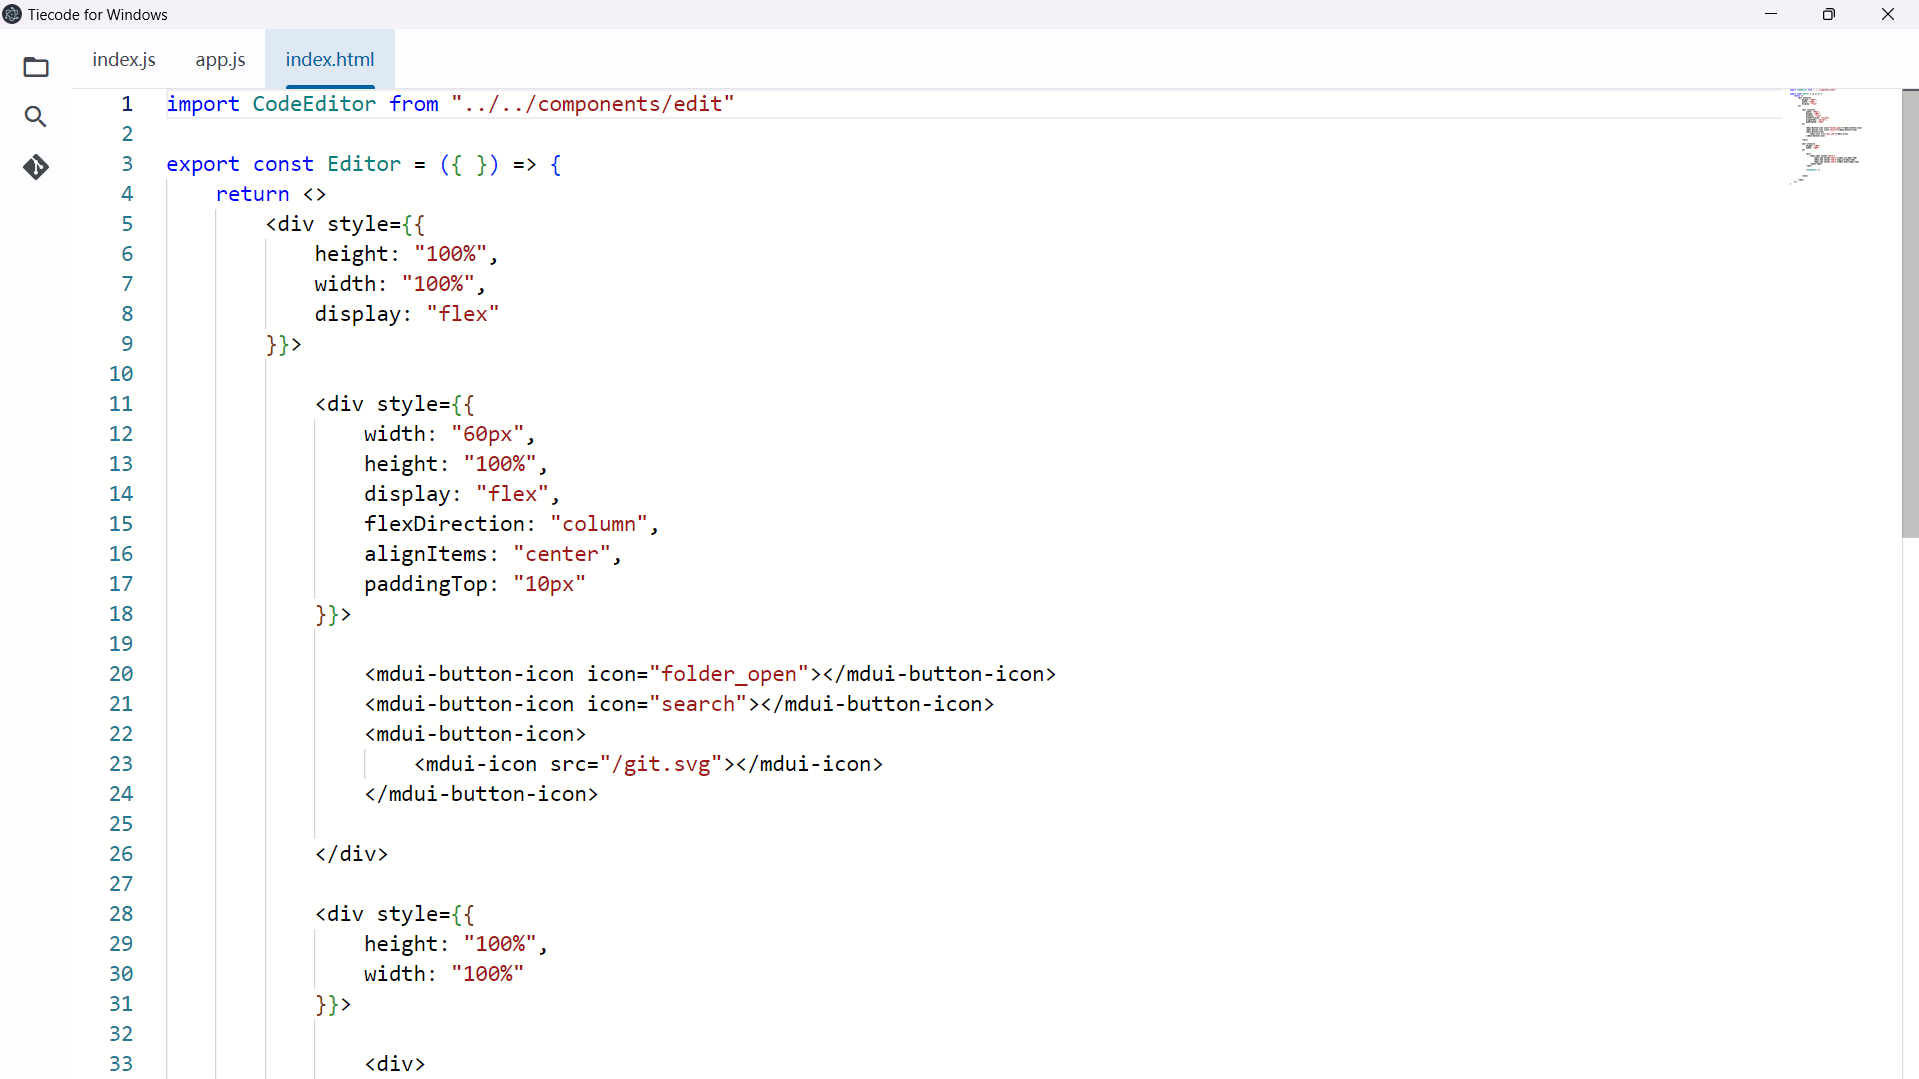 Tiecode for Windows
index.js app.js index.html
1 import CodeEditor from "../../components/edit"
2
3 export const Editor = ({ }) => {
4     return <>
5         <div style={{
6             height: "100%",
7             width: "100%",
8             display: "flex"
9         }}>
10
11             <div style={{
12                 width: "60px",
13                 height: "100%",
14                 display: "flex",
15                 flexDirection: "column",
16                 alignItems: "center",
17                 paddingTop: "10px"
18             }}>
19
20                 <mdui-button-icon icon="folder_open"></mdui-button-icon>
21                 <mdui-button-icon icon="search"></mdui-button-icon>
22                 <mdui-button-icon>
23                     <mdui-icon src="/git.svg"></mdui-icon>
24                 </mdui-button-icon>
25
26             </div>
27
28             <div style={{
29                 height: "100%",
30                 width: "100%"
31             }}>
32
33                 <div>